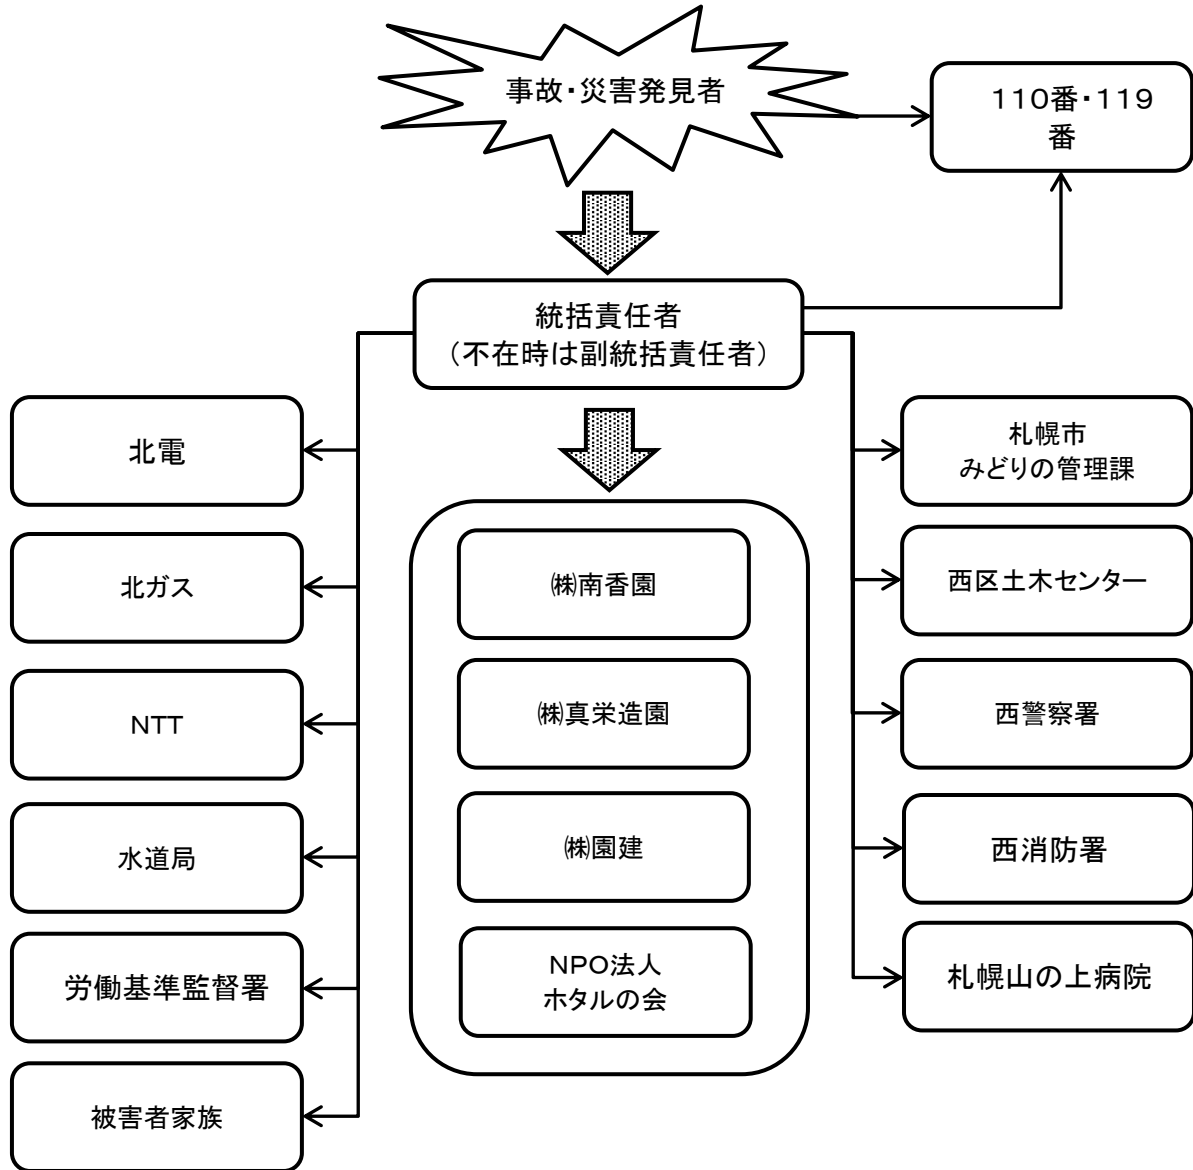 事故・災害発見者
110番・119
番
統括責任者
（不在時は副統括責任者）
北電
北ガス
NTT
水道局
労働基準監督署
被害者家族
㈱南香園
㈱真栄造園
㈱園建
NPO法人
ホタルの会
札幌市
みどりの管理課
西区土木センター
西警察署
西消防署
札幌山の上病院